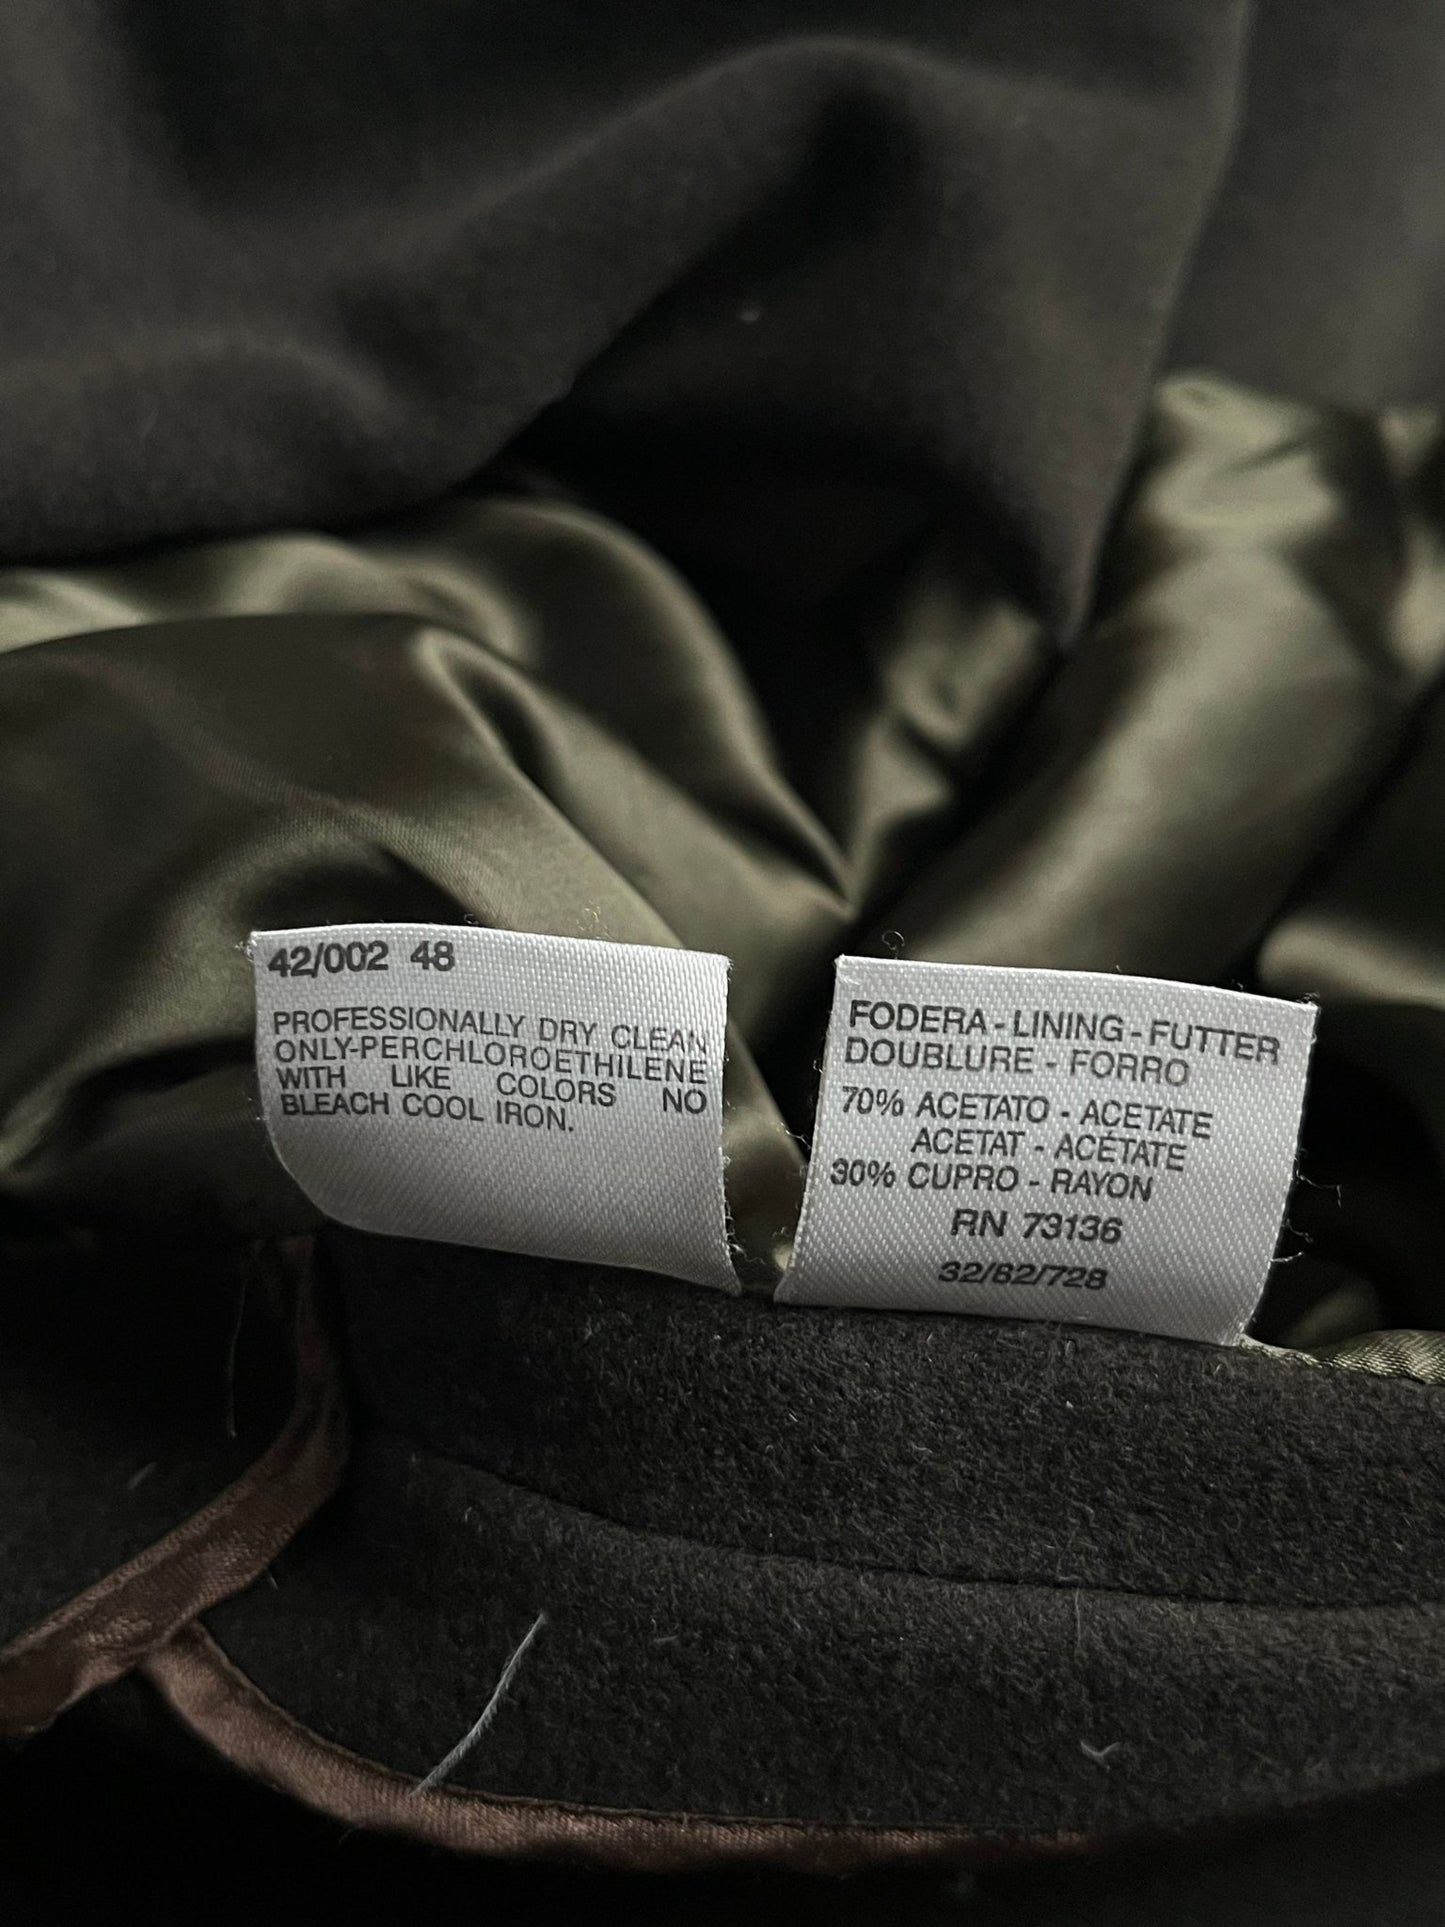 42/002 48
PROFESSIONALLY DRY CLEAN
ONLY-PERCHLOROETHILENE
WITH LIKE COLORS NO
BLEACH COOL IRON.
FODERA - LINING - FUTTER
DOUBLURE - FORRO
70% ACETATO - ACETATE
ACETAT - ACÉTATE
30% CUPRO - RAYON
RN 73136
32/62/728